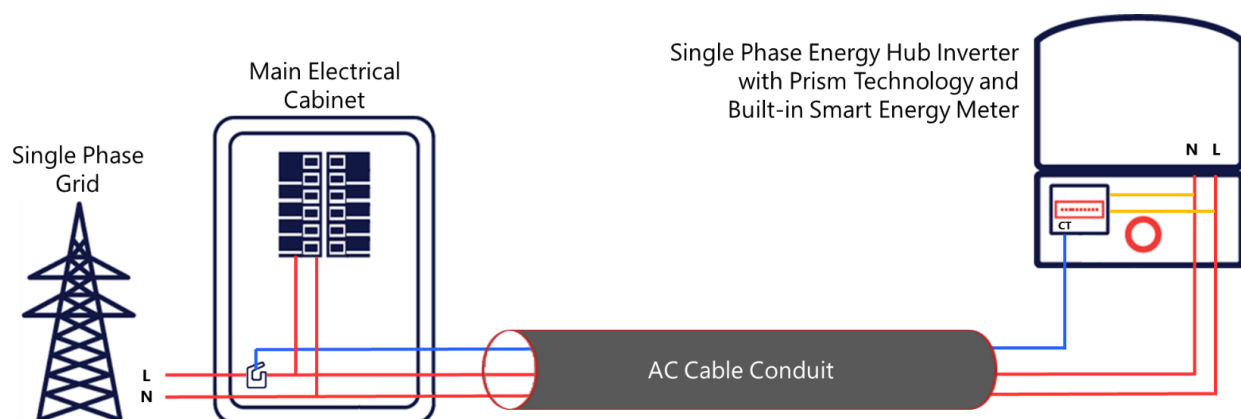 Single Phase Energy Hub Inverter
with Prism Technology and
Built-in Smart Energy Meter
Main Electrical
Cabinet
Single Phase
Grid
N L
CT
L
N
AC Cable Conduit